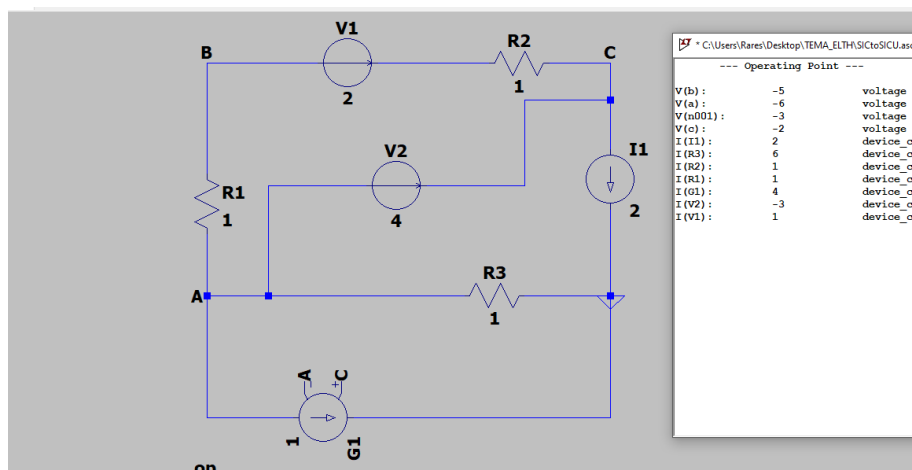 V1
B
R2
C
2
1
V2
I1
R1
1
4
2
R3
A
1
A
- +
C
1
G1
op
* C:\Users\Rares\Desktop\TEMA_ELTH\SICtoSICU.asc
--- Operating Point ---
V(b): -5 voltage
V(a): -6 voltage
V(n001): -3 voltage
V(c): -2 voltage
I(I1): 2 device_c
I(R3): 6 device_c
I(R2): 1 device_c
I(R1): 1 device_c
I(G1): 4 device_c
I(V2): -3 device_c
I(V1): 1 device_c